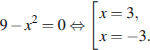 9 − x² = 0 ⇔ [ x = 3,
x = −3.